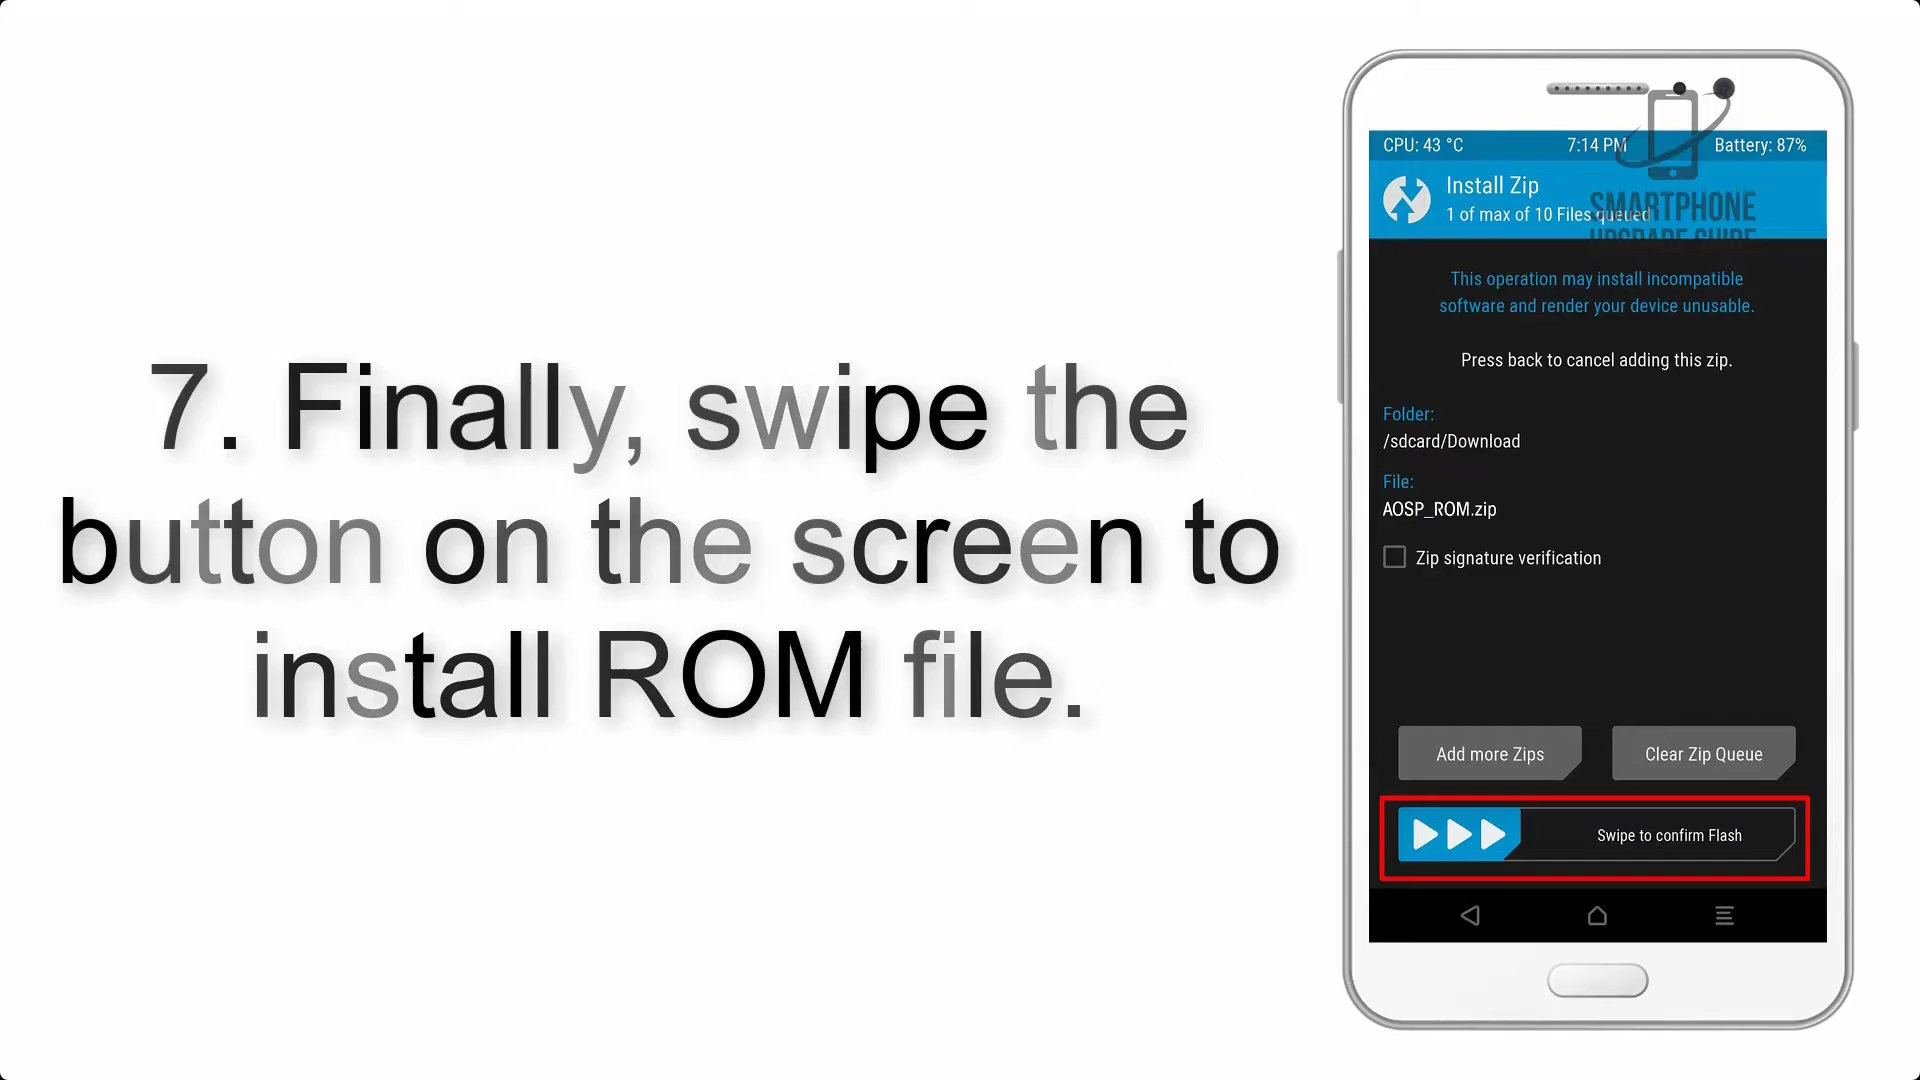 7. Finally, swipe the
button on the screen to
install ROM file.
CPU: 43 °C 7:14 PM Battery: 87%
Install Zip
1 of max of 10 Files queued
SMARTPHONE
UPGRADE GUIDE
This operation may install incompatible
software and render your device unusable.
Press back to cancel adding this zip.
Folder:
/sdcard/Download
File:
AOSP_ROM.zip
Zip signature verification
Add more Zips Clear Zip Queue
Swipe to confirm Flash